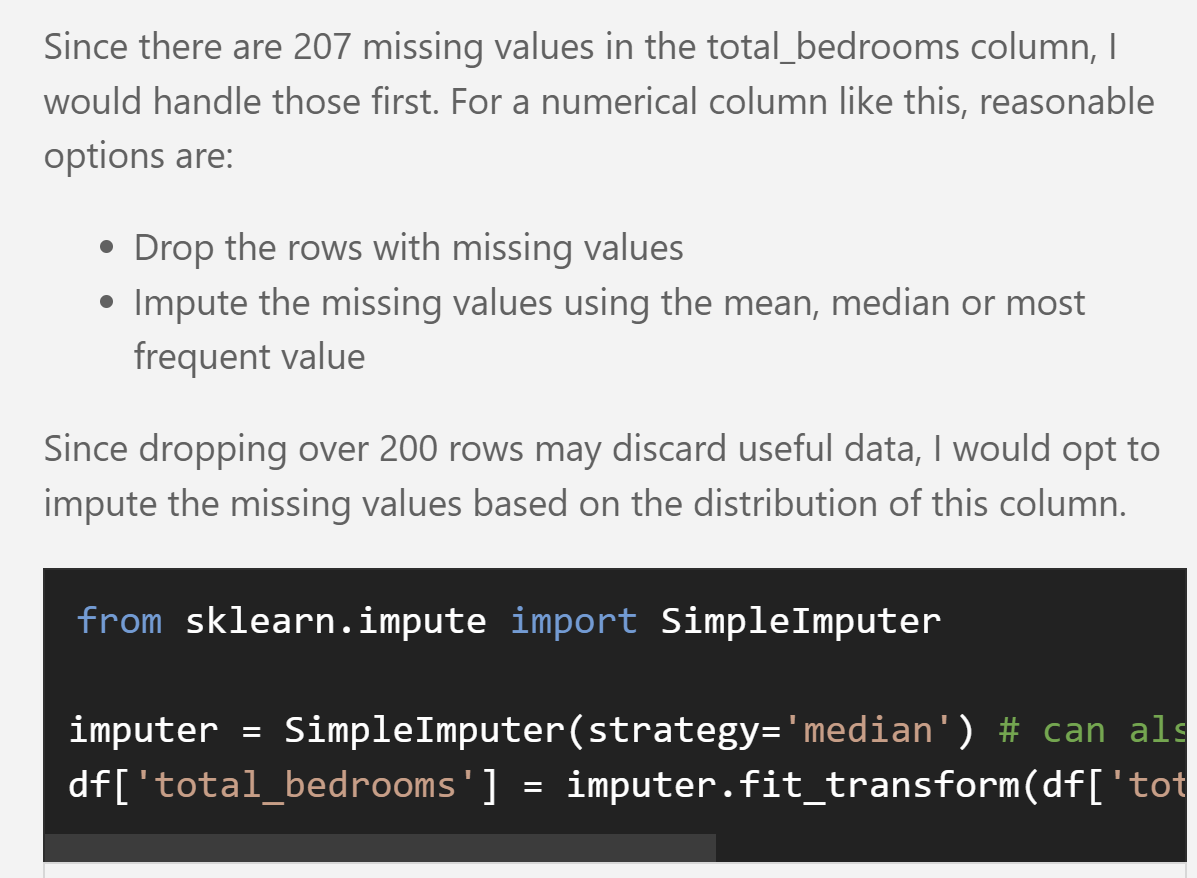 Since there are 207 missing values in the total_bedrooms column, I
would handle those first. For a numerical column like this, reasonable
options are:
• Drop the rows with missing values
• Impute the missing values using the mean, median or most
frequent value
Since dropping over 200 rows may discard useful data, I would opt to
impute the missing values based on the distribution of this column.
from sklearn.impute import SimpleImputer
imputer = SimpleImputer(strategy='median') # can als
df['total_bedrooms'] = imputer.fit_transform(df['tot